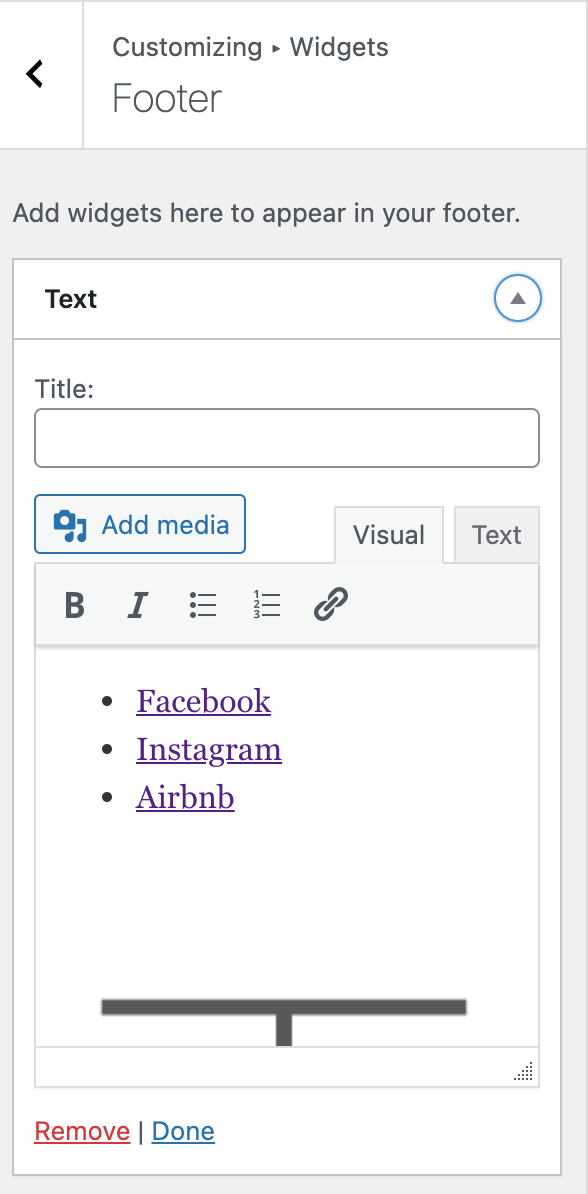 Customizing ▸ Widgets
Footer
Add widgets here to appear in your footer.
Text
Title:
Add media
Visual
Text
B I
Facebook
Instagram
Airbnb
Remove | Done